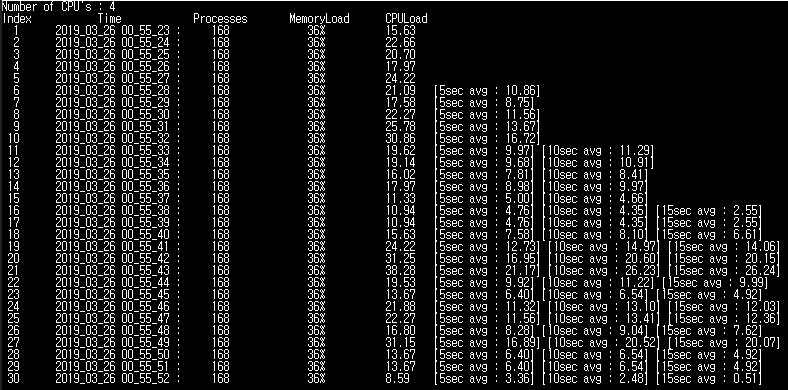 Number of CPU's : 4
Index Time Processes MemoryLoad CPULoad
1 2019_03_26 00_55_23 : 168 36% 15.63
2 2019_03_26 00_55_24 : 168 36% 22.66
3 2019_03_26 00_55_25 : 168 36% 20.70
4 2019_03_26 00_55_26 : 168 36% 17.97
5 2019_03_26 00_55_27 : 168 36% 24.22
6 2019_03_26 00_55_28 : 168 36% 21.09 [5sec avg : 10.86]
7 2019_03_26 00_55_29 : 168 36% 17.58 [5sec avg : 8.75]
8 2019_03_26 00_55_30 : 168 36% 22.27 [5sec avg : 11.56]
9 2019_03_26 00_55_31 : 168 36% 25.78 [5sec avg : 13.67]
10 2019_03_26 00_55_32 : 168 36% 30.86 [5sec avg : 16.72]
11 2019_03_26 00_55_33 : 168 36% 19.62 [5sec avg : 9.97] [10sec avg : 11.29]
12 2019_03_26 00_55_34 : 168 36% 19.14 [5sec avg : 9.68] [10sec avg : 10.91]
13 2019_03_26 00_55_35 : 168 36% 16.02 [5sec avg : 7.81] [10sec avg : 8.41]
14 2019_03_26 00_55_36 : 168 36% 17.97 [5sec avg : 8.98] [10sec avg : 9.97]
15 2019_03_26 00_55_37 : 168 36% 11.33 [5sec avg : 5.00] [10sec avg : 4.66]
16 2019_03_26 00_55_38 : 168 36% 10.94 [5sec avg : 4.76] [10sec avg : 4.35] [15sec avg : 2.55]
17 2019_03_26 00_55_39 : 168 36% 10.94 [5sec avg : 4.76] [10sec avg : 4.35] [15sec avg : 2.55]
18 2019_03_26 00_55_40 : 168 36% 15.63 [5sec avg : 7.58] [10sec avg : 8.10] [15sec avg : 6.61]
19 2019_03_26 00_55_41 : 168 36% 24.22 [5sec avg : 12.73] [10sec avg : 14.97] [15sec avg : 14.06]
20 2019_03_26 00_55_42 : 168 36% 31.25 [5sec avg : 16.95] [10sec avg : 20.60] [15sec avg : 20.15]
21 2019_03_26 00_55_43 : 168 36% 38.28 [5sec avg : 21.17] [10sec avg : 26.23] [15sec avg : 26.24]
22 2019_03_26 00_55_44 : 168 36% 19.53 [5sec avg : 9.92] [10sec avg : 11.22] [15sec avg : 9.99]
23 2019_03_26 00_55_45 : 168 36% 13.67 [5sec avg : 6.40] [10sec avg : 6.54] [15sec avg : 4.92]
24 2019_03_26 00_55_46 : 168 36% 21.88 [5sec avg : 11.32] [10sec avg : 13.10] [15sec avg : 12.03]
25 2019_03_26 00_55_47 : 168 36% 22.27 [5sec avg : 11.56] [10sec avg : 13.41] [15sec avg : 12.36]
26 2019_03_26 00_55_48 : 168 36% 16.80 [5sec avg : 8.28] [10sec avg : 9.04] [15sec avg : 7.62]
27 2019_03_26 00_55_49 : 168 36% 31.15 [5sec avg : 16.89] [10sec avg : 20.52] [15sec avg : 20.07]
28 2019_03_26 00_55_50 : 168 36% 13.67 [5sec avg : 6.40] [10sec avg : 6.54] [15sec avg : 4.92]
29 2019_03_26 00_55_51 : 168 36% 13.67 [5sec avg : 6.40] [10sec avg : 6.54] [15sec avg : 4.92]
30 2019_03_26 00_55_52 : 168 36% 8.59 [5sec avg : 3.36] [10sec avg : 2.48] [15sec avg : 0.51]